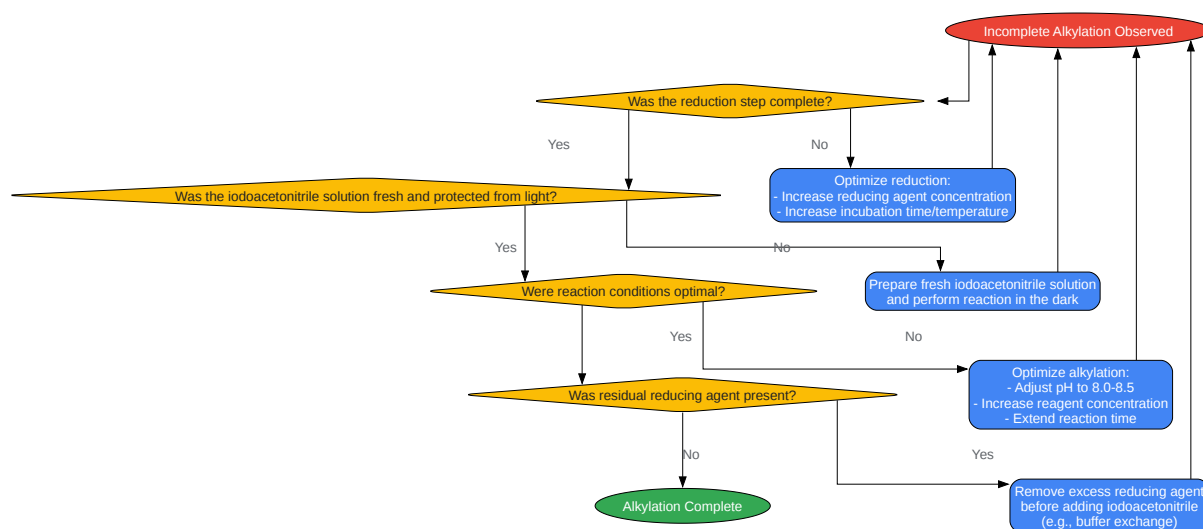 Incomplete Alkylation Observed
Was the reduction step complete?
Yes
No
Optimize reduction:
- Increase reducing agent concentration
- Increase incubation time/temperature
Was the iodoacetonitrile solution fresh and protected from light?
Yes
No
Prepare fresh iodoacetonitrile solution
and perform reaction in the dark
Were reaction conditions optimal?
Yes
No
Optimize alkylation:
- Adjust pH to 8.0-8.5
- Increase reagent concentration
- Extend reaction time
Was residual reducing agent present?
No
Yes
Remove excess reducing agent
before adding iodoacetonitrile
(e.g., buffer exchange)
Alkylation Complete